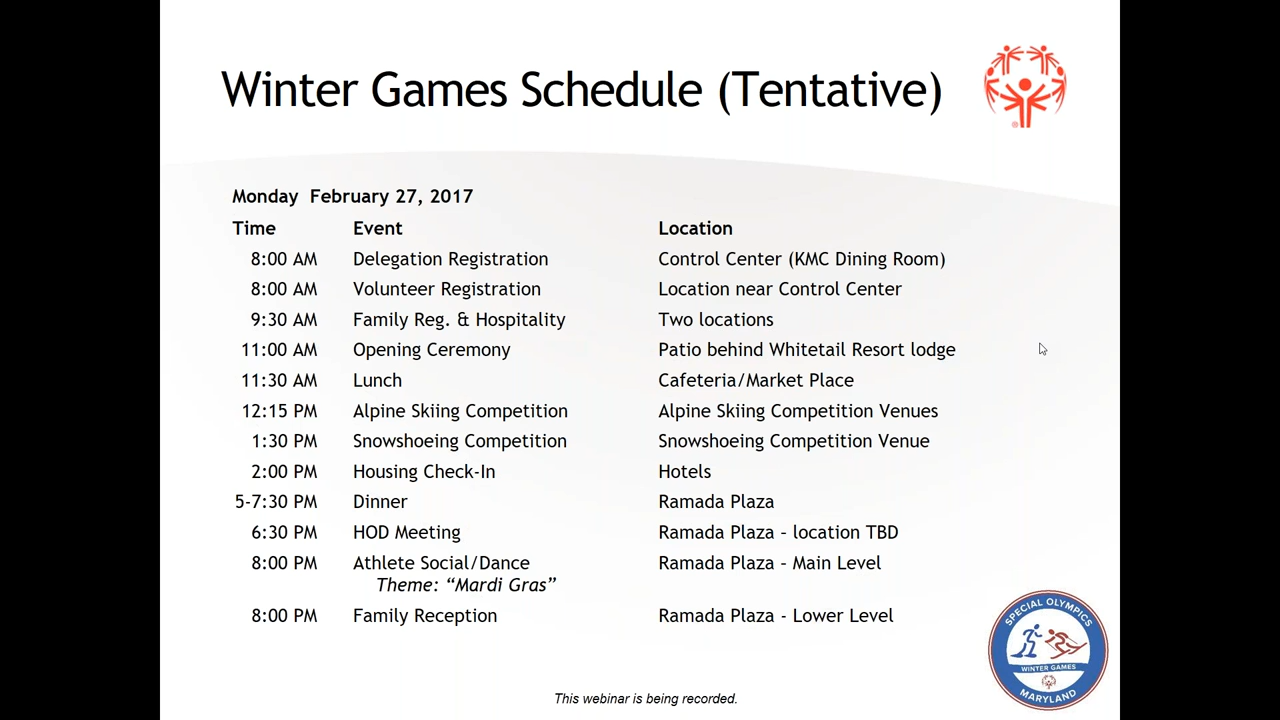 Winter Games Schedule (Tentative)
®
Monday February 27, 2017
Time Event Location
8:00 AM Delegation Registration Control Center (KMC Dining Room)
8:00 AM Volunteer Registration Location near Control Center
9:30 AM Family Reg. & Hospitality Two locations
11:00 AM Opening Ceremony Patio behind Whitetail Resort lodge
11:30 AM Lunch Cafeteria/Market Place
12:15 PM Alpine Skiing Competition Alpine Skiing Competition Venues
1:30 PM Snowshoeing Competition Snowshoeing Competition Venue
2:00 PM Housing Check-In Hotels
5-7:30 PM Dinner Ramada Plaza
6:30 PM HOD Meeting Ramada Plaza - location TBD
8:00 PM Athlete Social/Dance Ramada Plaza - Main Level
Theme: “Mardi Gras”
8:00 PM Family Reception Ramada Plaza - Lower Level
SPECIAL OLYMPICS
WINTER GAMES
MARYLAND
This webinar is being recorded.